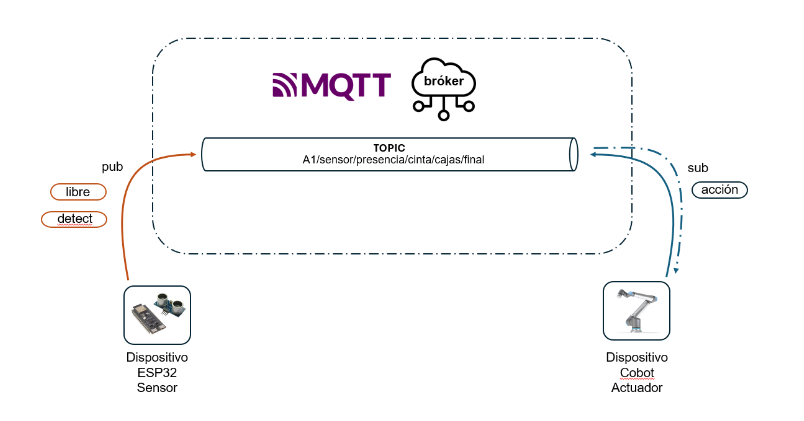 MQTT
bróker
TOPIC
A1/sensor/presencia/cinta/cajas/final
pub
libre
detect
sub
acción
Dispositivo
ESP32
Sensor
Dispositivo
Cobot
Actuador